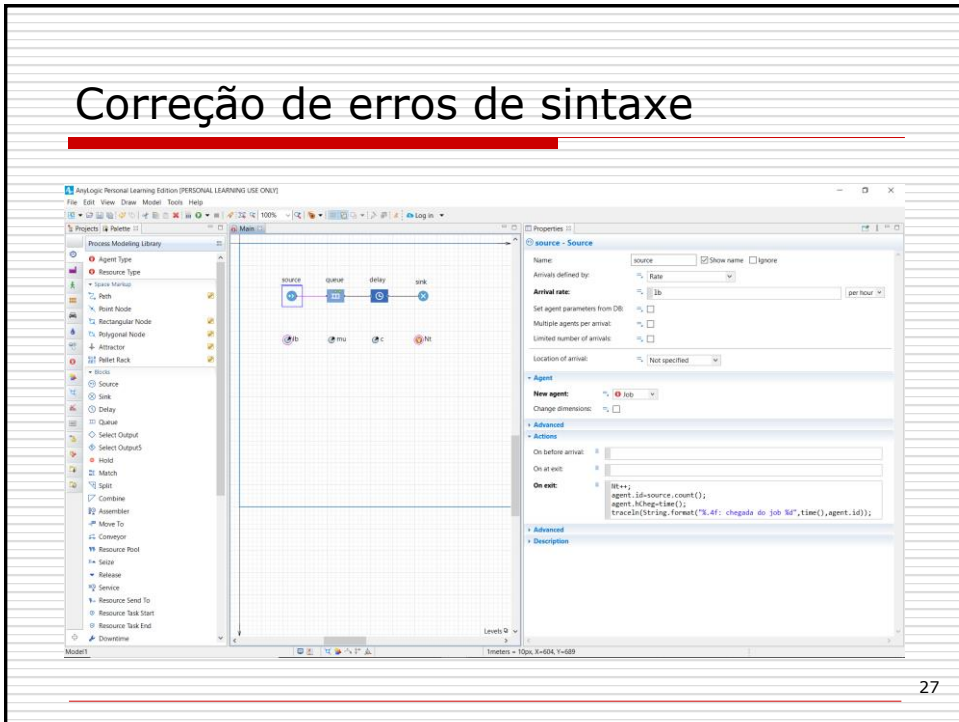 Correção de erros de sintaxe
AnyLogic Personal Learning Edition [PERSONAL LEARNING USE ONLY]
File Edit View Draw Model Tools Help
100%
Log in
Projects
Palette
Main
Properties
Process Modeling Library
Agent Type
Resource Type
Space Markup
Path
Point Node
Rectangular Node
Polygonal Node
Attractor
Pallet Rack
Blocks
Source
Sink
Delay
Queue
Select Output
Select Output5
Hold
Match
Split
Combine
Assembler
Move To
Conveyor
Resource Pool
Seize
Release
Service
Resource Send To
Resource Task Start
Resource Task End
Downtime
source queue delay sink
lb mu c Nt
Levels
source - Source
Name: source Show name Ignore
Arrivals defined by: Rate
Arrival rate: lb per hour
Set agent parameters from DB:
Multiple agents per arrival:
Limited number of arrivals:
Location of arrival: Not specified
Agent
New agent: Job
Change dimensions:
Advanced
Actions
On before arrival:
On at exit:
On exit: Nt++;
agent.id=source.count();
agent.hCheg=time();
traceln(String.format("%.4f: chegada do job %d",time(),agent.id));
Advanced
Description
Model1
1meters = 10px, X=604, Y=689
27